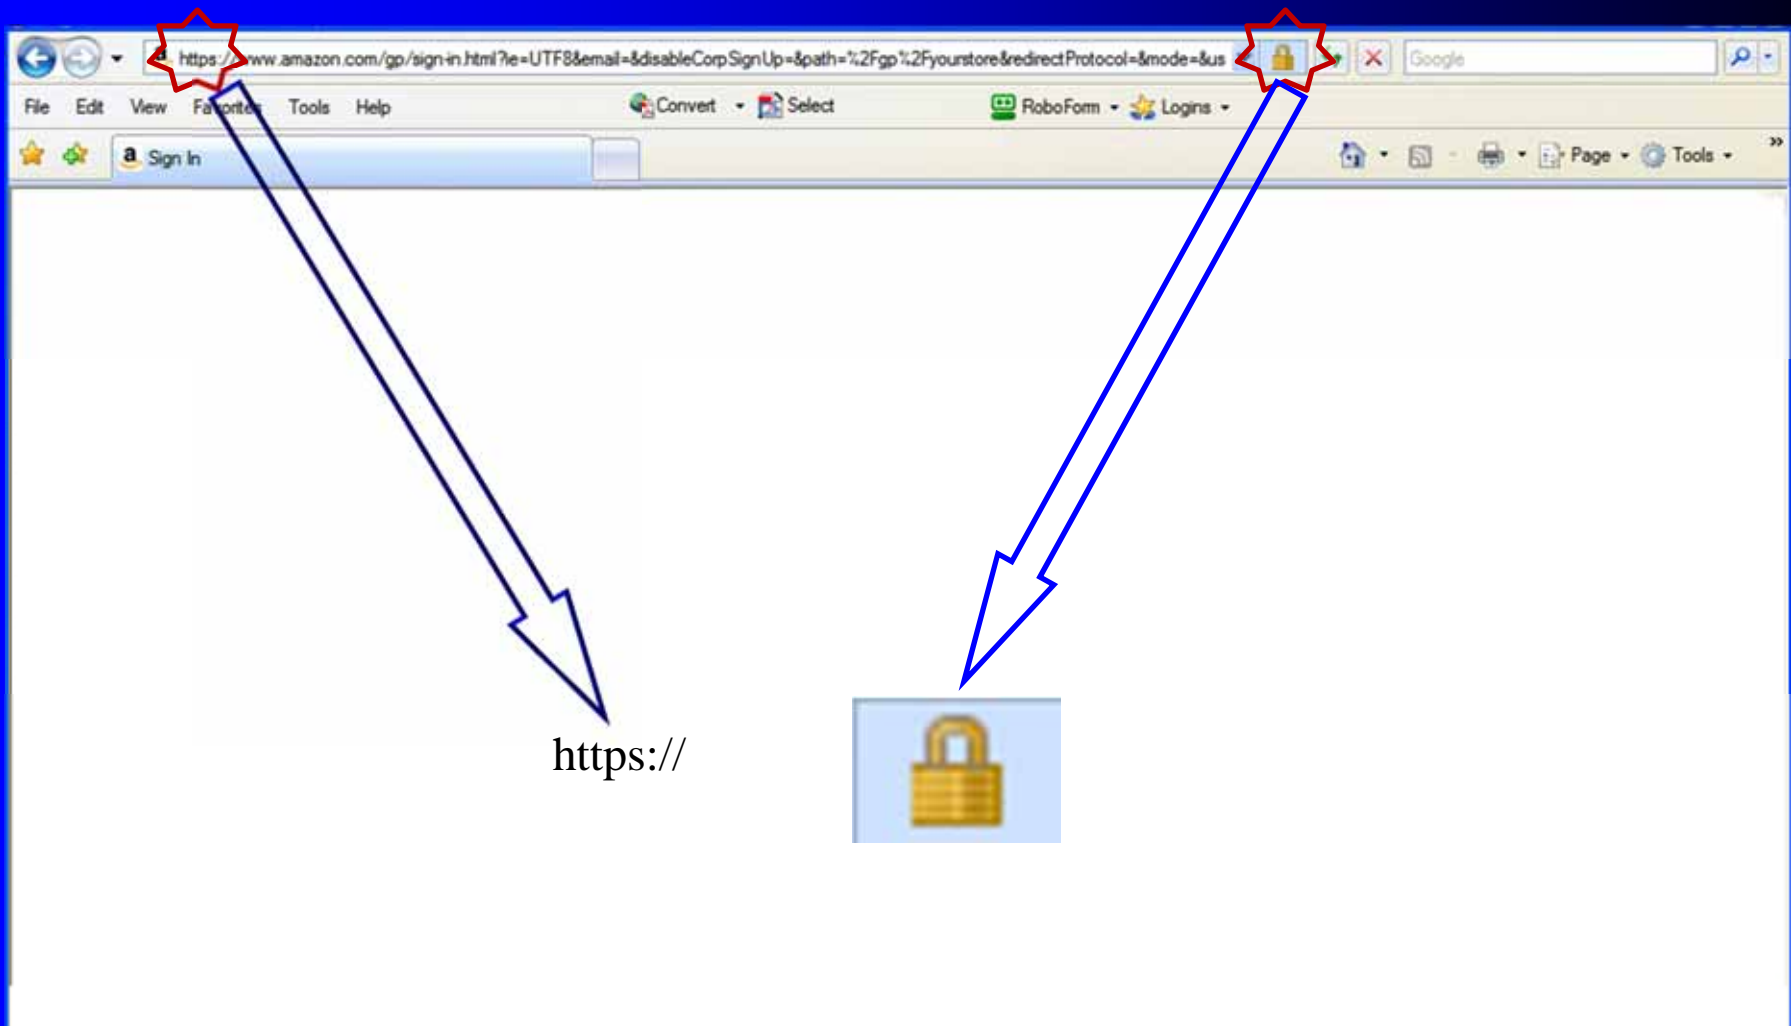 https://www.amazon.com/gp/sign-in.html?ie=UTF8&email=&disableCorpSignUp=&path=%2Fgp%2Fyourstore&redirectProtocol=&mode=&us Google
File Edit View Favorites Tools Help Convert Select RoboForm Logins
a Sign In Page Tools »
https://